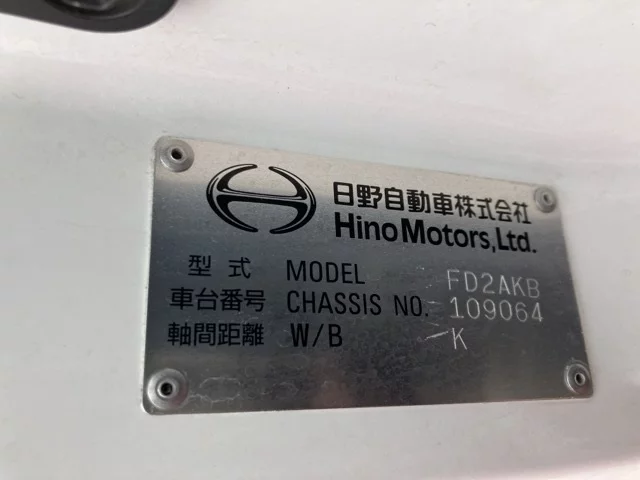 日野自動車株式会社
Hino Motors, Ltd.
型式 MODEL FD2AKB
車台番号 CHASSIS NO. 109064
軸間距離 W/B K